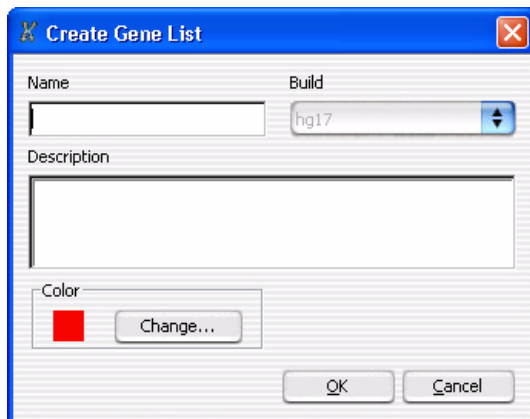 Create Gene List
Name
Build
hg17
Description
Color
Change...
OK
Cancel